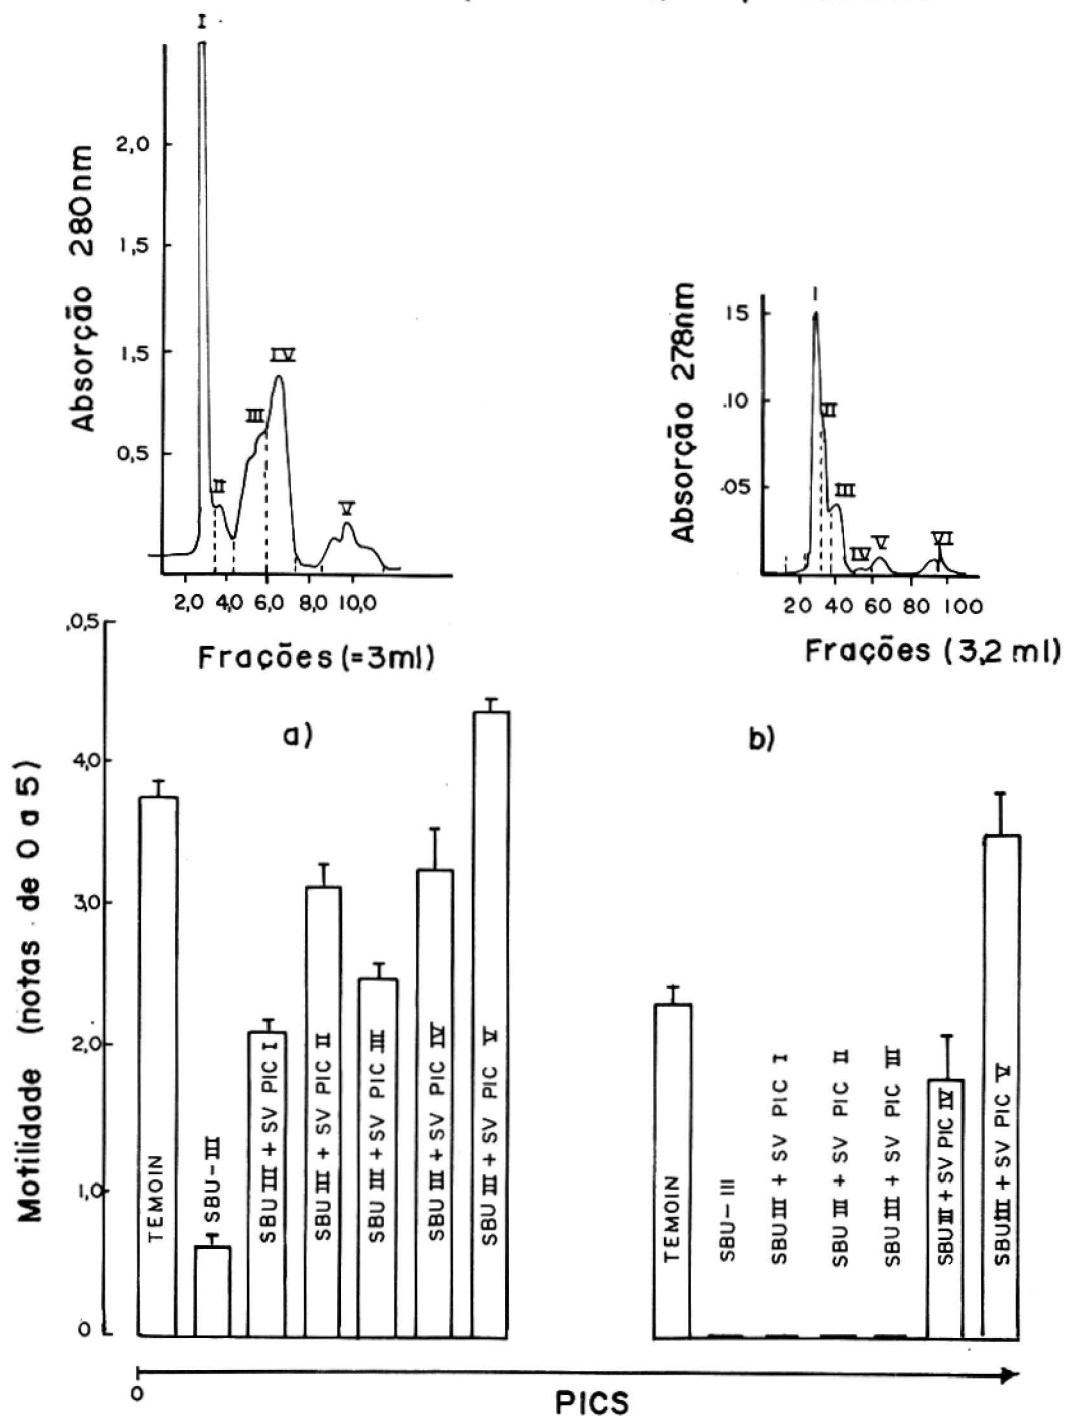 I
Absorção 280nm
2,0
1,5
1,5
0,5
II
III
IV
V
2,0 4,0 6,0 8,0 10,0
Frações (=3ml)
a)
Absorção 278nm
15
.10
.05
I
II
III
IV
V
VI
20 40 60 80 100
Frações (3,2 ml)
b)
Motilidade (notas de 0 a 5)
,05
4,0
3,0
2,0
1,0
0
TEMOIN
SBU-III
SBU III + SV PIC I
SBU III + SV PIC II
SBU III + SV PIC III
SBU III + SV PIC IV
SBU III + SV PIC V
TEMOIN
SBU-III
SBU III + SV PIC I
SBU III + SV PIC II
SBU III + SV PIC III
SBU III + SV PIC IV
SBU III + SV PIC V
0
PICS